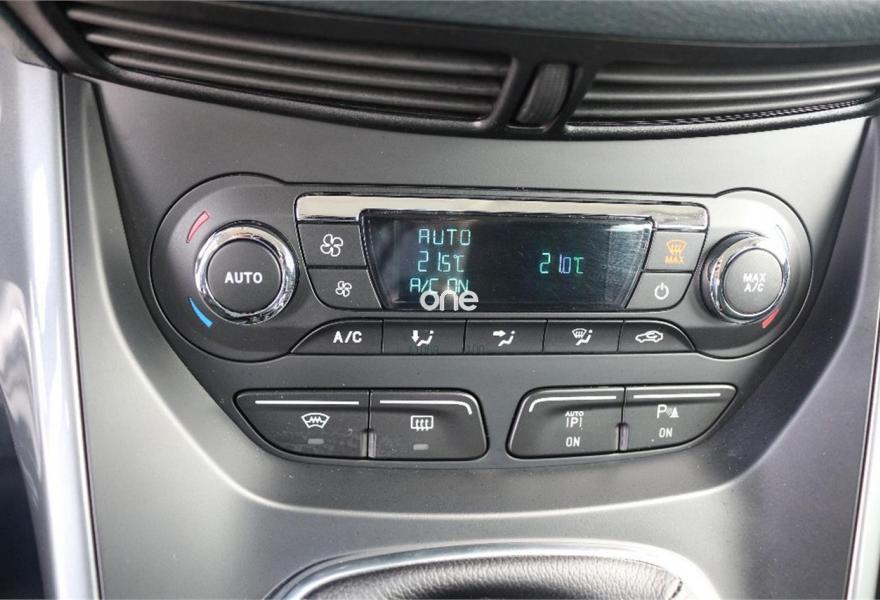 AUTO
21.5°C
21.0°C
A/C ON
one
AUTO
MAX
MAX
A/C
A/C
AUTO
P
ON
P
ON